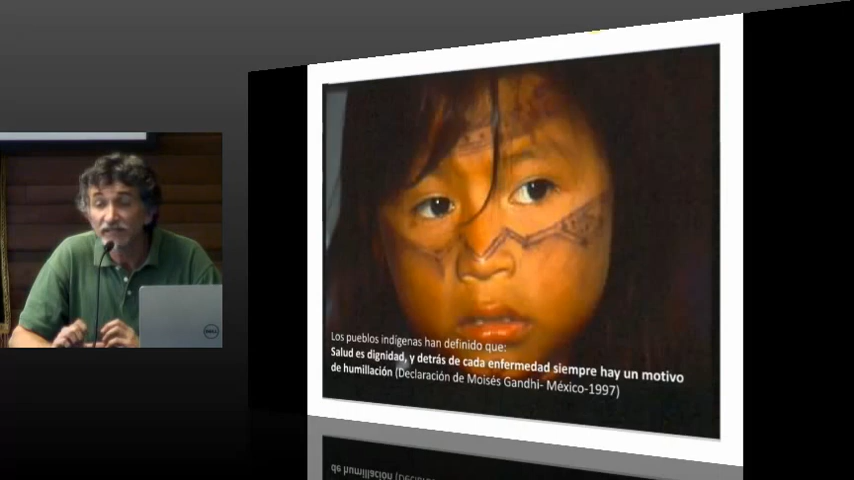 Los pueblos indígenas han definido que:
Salud es dignidad, y detrás de cada enfermedad siempre hay un motivo
de humillación (Declaración de Moisés Gandhi- México-1997)
DELL